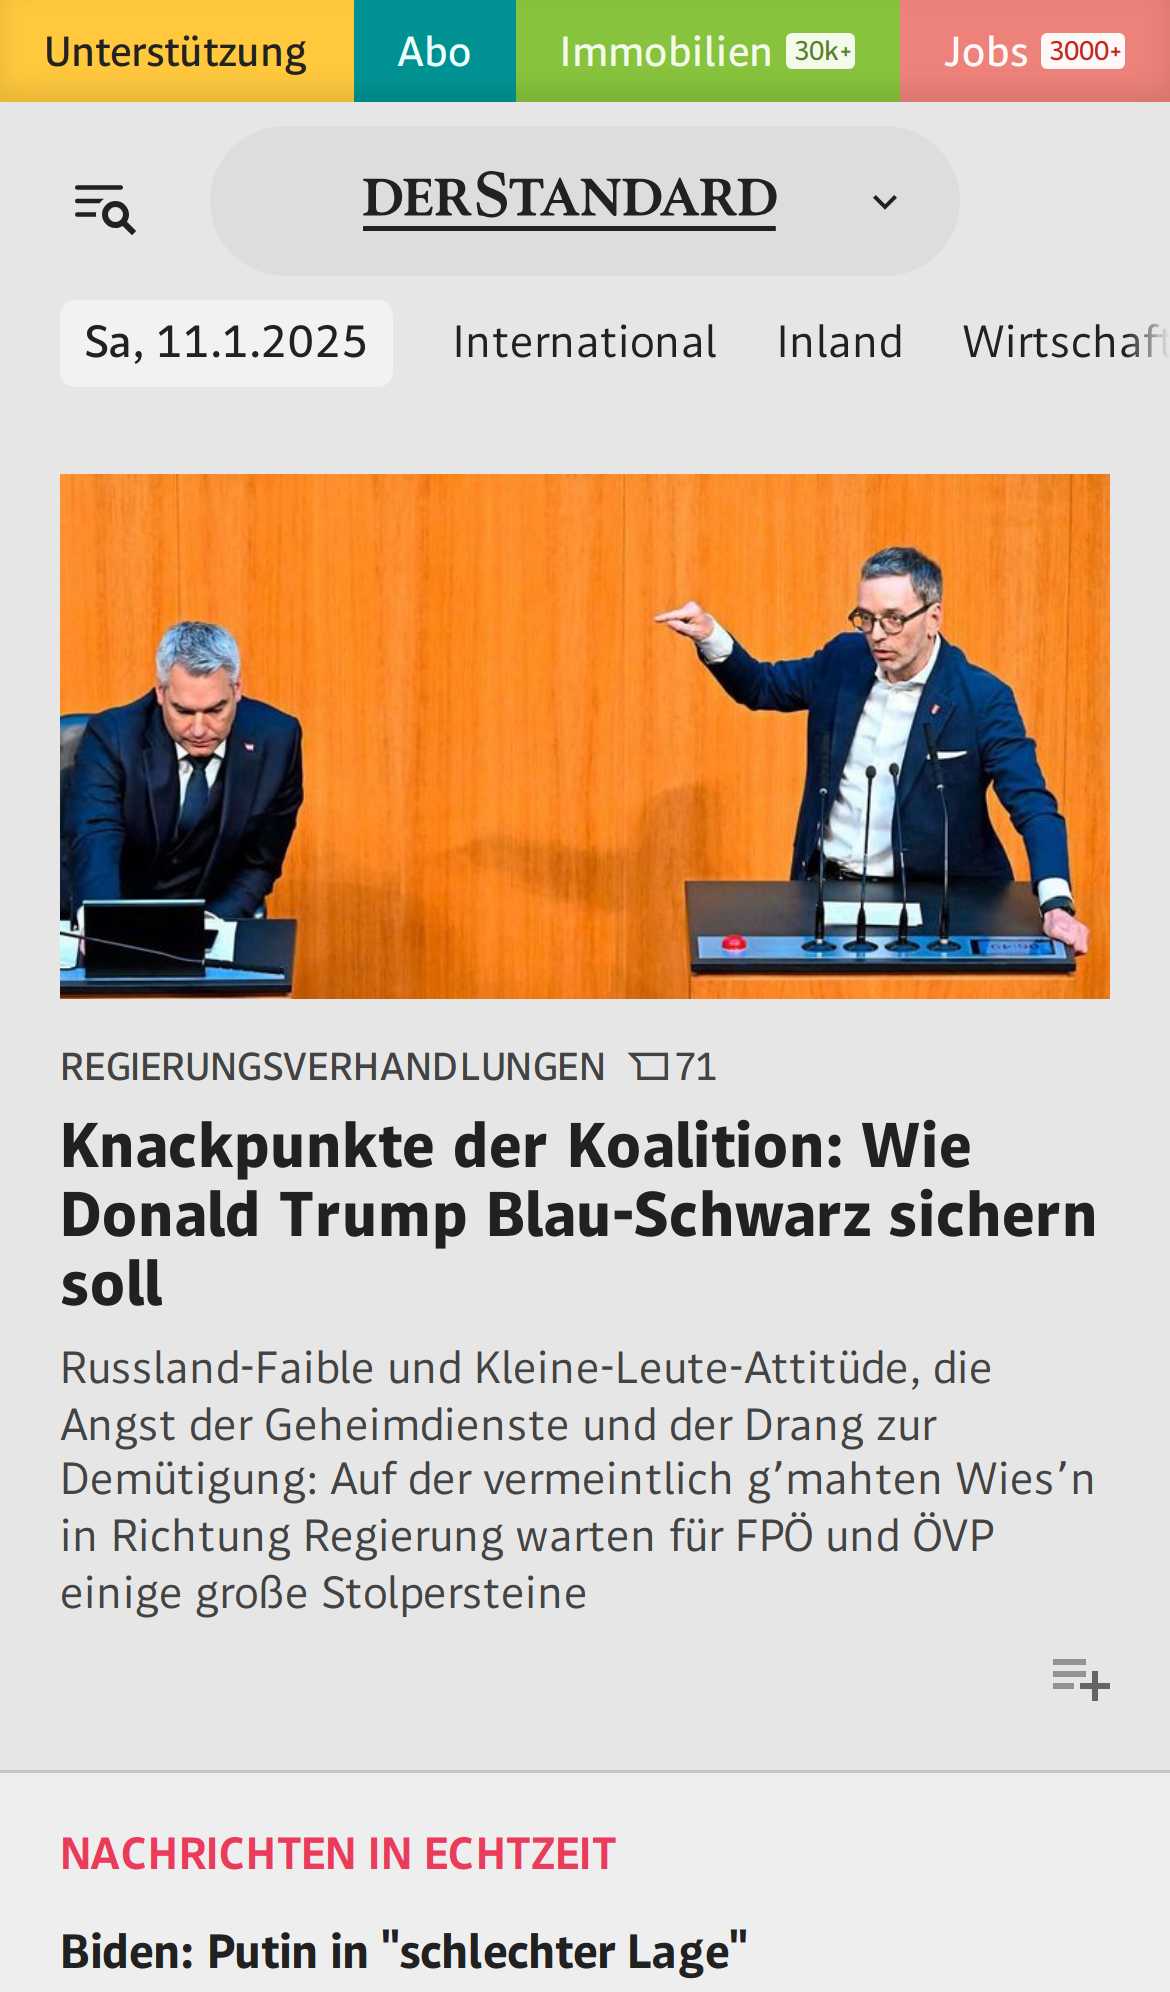 Unterstützung
Abo
Immobilien 30k+
Jobs 3000+
DERSTANDARD
Sa, 11.1.2025
International
Inland
Wirtschaft
REGIERUNGSVERHANDLUNGEN 71
Knackpunkte der Koalition: Wie
Donald Trump Blau-Schwarz sichern
soll
Russland-Faible und Kleine-Leute-Attitüde, die
Angst der Geheimdienste und der Drang zur
Demütigung: Auf der vermeintlich g’mahten Wies’n
in Richtung Regierung warten für FPÖ und ÖVP
einige große Stolpersteine
NACHRICHTEN IN ECHTZEIT
Biden: Putin in "schlechter Lage"